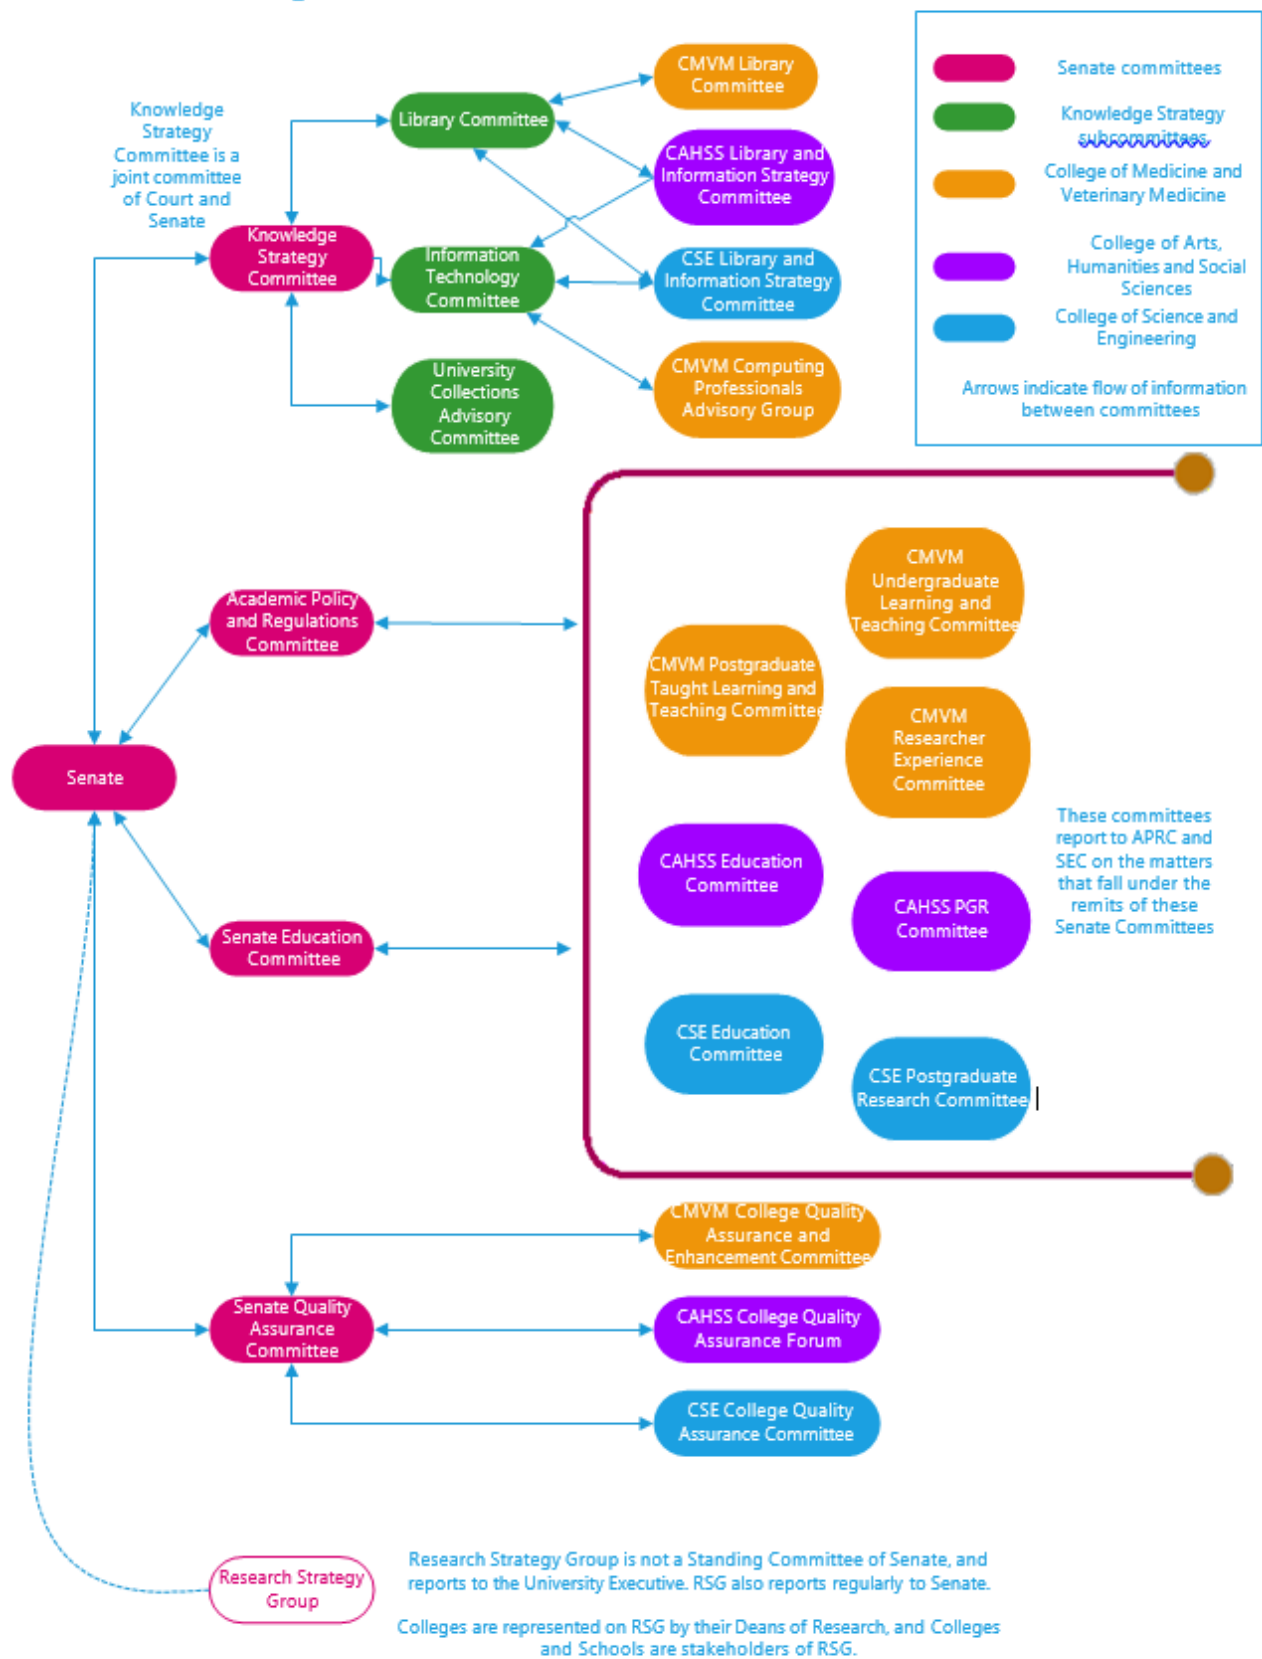 Knowledge
Strategy
Committee is a
joint committee
of Court and
Senate
Knowledge
Strategy
Committee
Library Committee
Information
Technology
Committee
University
Collections
Advisory
Committee
CMVM Library
Committee
CAHSS Library and
Information Strategy
Committee
CSE Library and
Information Strategy
Committee
CMVM Computing
Professionals
Advisory Group
Senate committees
Knowledge Strategy
subcommittees
College of Medicine and
Veterinary Medicine
College of Arts,
Humanities and Social
Sciences
College of Science and
Engineering
Arrows indicate flow of information
between committees
Academic Policy
and Regulations
Committee
Senate
Senate Education
Committee
CMVM
Undergraduate
Learning and
Teaching Committee
CMVM Postgraduate
Taught Learning and
Teaching Committee
CMVM
Researcher
Experience
Committee
CAHSS Education
Committee
CAHSS PGR
Committee
CSE Education
Committee
CSE Postgraduate
Research Committee
These committees
report to APRC and
SEC on the matters
that fall under the
remits of these
Senate Committees
Senate Quality
Assurance
Committee
CMVM College Quality
Assurance and
Enhancement Committee
CAHSS College Quality
Assurance Forum
CSE College Quality
Assurance Committee
Research Strategy
Group
Research Strategy Group is not a Standing Committee of Senate, and
reports to the University Executive. RSG also reports regularly to Senate.
Colleges are represented on RSG by their Deans of Research, and Colleges
and Schools are stakeholders of RSG.